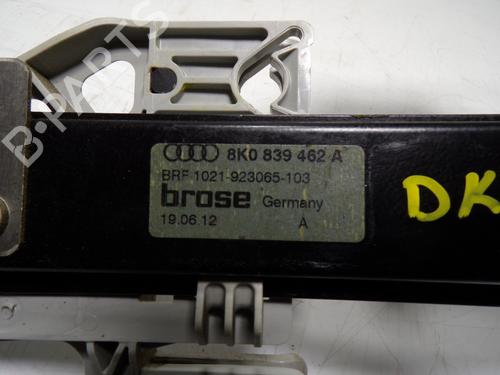 B-PARTS
8K0 839 462 A
BRF 1021-923065-103
brose Germany
19.06.12 A
DK